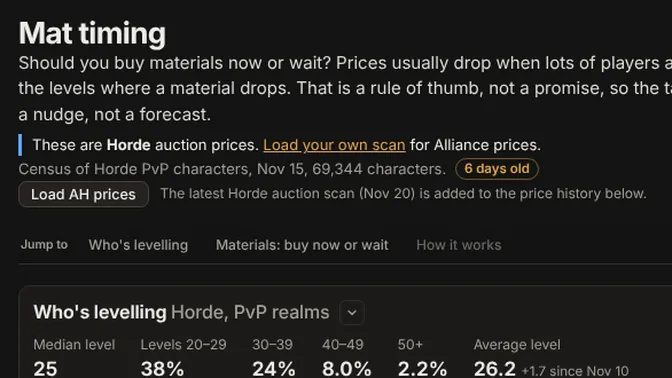 Mat timing
Should you buy materials now or wait? Prices usually drop when lots of players
the levels where a material drops. That is a rule of thumb, not a promise, so the
a nudge, not a forecast.
These are Horde auction prices. Load your own scan for Alliance prices.
Census of Horde PvP characters, Nov 15, 69,344 characters. 6 days old
Load AH prices The latest Horde auction scan (Nov 20) is added to the price history below.
Jump to Who's levelling Materials: buy now or wait How it works
Who's levelling Horde, PvP realms
Median level Levels 20–29 30–39 40–49 50+ Average level
25 38% 24% 8.0% 2.2% 26.2 +1.7 since Nov 10